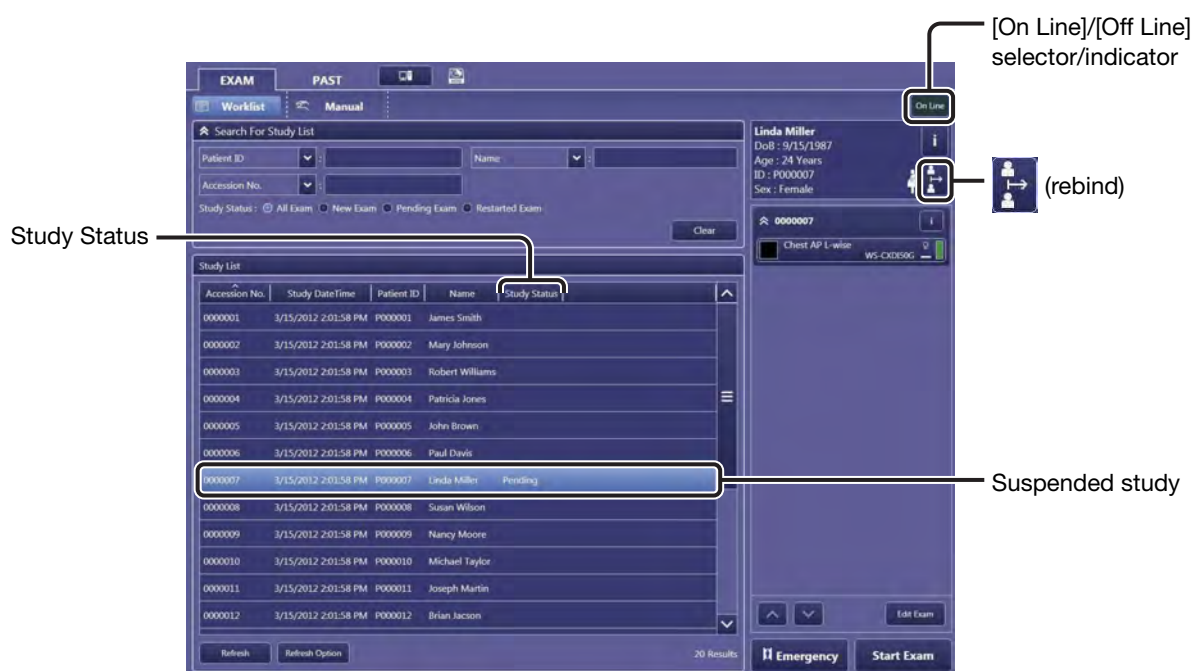 [On Line]/[Off Line]
selector/indicator
EXAM PAST
Worklist Manual
On Line
Search For Study List
Patient ID : Name :
Accession No. :
Study Status : All Exam New Exam Pending Exam Restarted Exam
Clear
Linda Miller
DoB : 9/15/1987
Age : 24 Years
ID : P000007
Sex : Female
i
(rebind)
0000007 i
Chest AP L-wise
WS-CXDI50G
Study Status
Study List
Accession No. Study DateTime Patient ID Name Study Status
0000001 3/15/2012 2:01:58 PM P000001 James Smith
0000002 3/15/2012 2:01:58 PM P000002 Mary Johnson
0000003 3/15/2012 2:01:58 PM P000003 Robert Williams
0000004 3/15/2012 2:01:58 PM P000004 Patricia Jones
0000005 3/15/2012 2:01:58 PM P000005 John Brown
0000006 3/15/2012 2:01:58 PM P000006 Paul Davis
0000007 3/15/2012 2:01:58 PM P000007 Linda Miller Pending
Suspended study
0000008 3/15/2012 2:01:58 PM P000008 Susan Wilson
0000009 3/15/2012 2:01:58 PM P000009 Nancy Moore
0000010 3/15/2012 2:01:58 PM P000010 Michael Taylor
0000011 3/15/2012 2:01:58 PM P000011 Joseph Martin
0000012 3/15/2012 2:01:58 PM P000012 Brian Jacson
Edit Exam
Refresh Refresh Option 20 Results
Emergency Start Exam